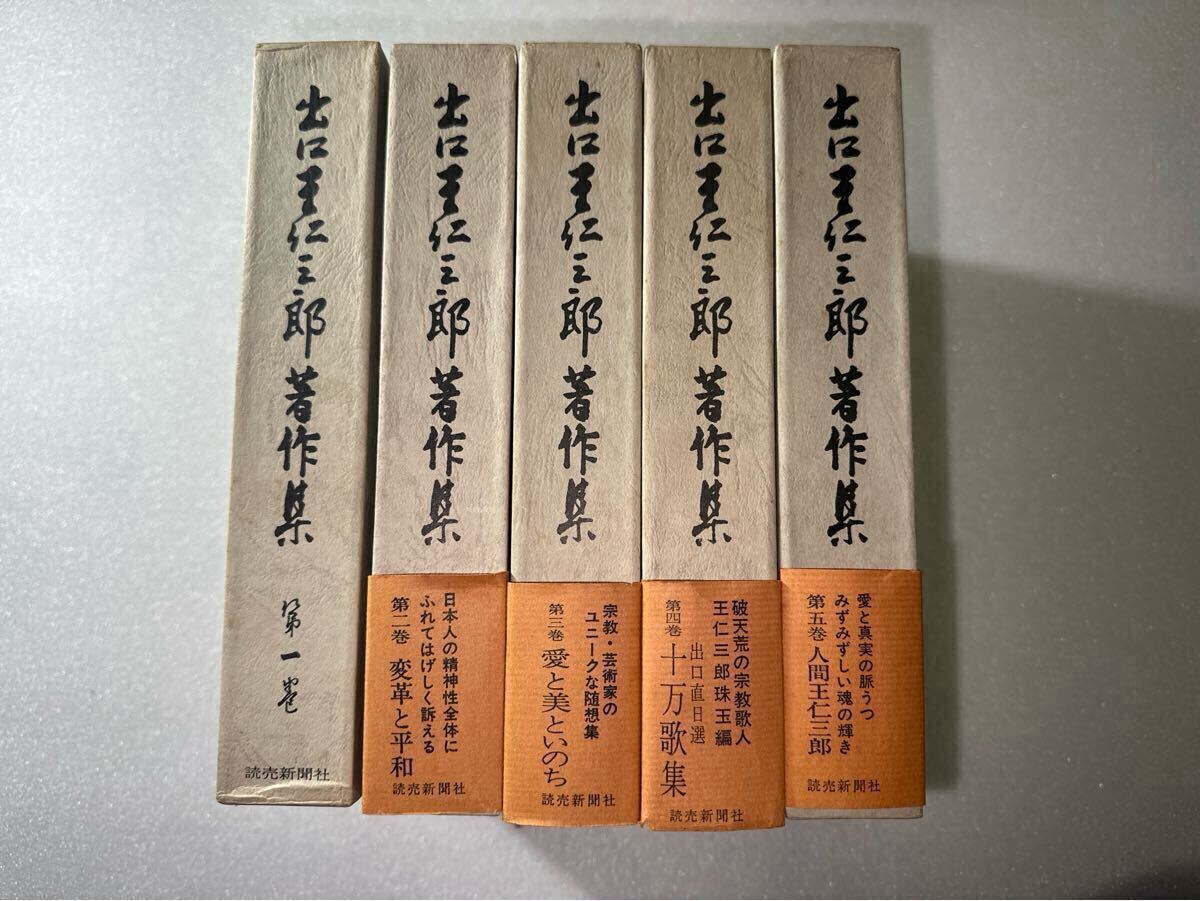 出口王仁三郎著作集
第一巻
読売新聞社
出口王仁三郎著作集
日本人の精神性全体に
ふれてはげしく訴える
第二巻 変革と平和
読売新聞社
出口王仁三郎著作集
宗教・芸術家の
ユニークな随想集
第三巻 愛と美といのち
読売新聞社
出口王仁三郎著作集
破天荒の宗教歌人
王仁三郎珠玉編
出口直日選
第四巻 十万歌集
読売新聞社
出口王仁三郎著作集
愛と真実の脈うつ
みずみずしい魂の輝き
第五巻 人間王仁三郎
読売新聞社